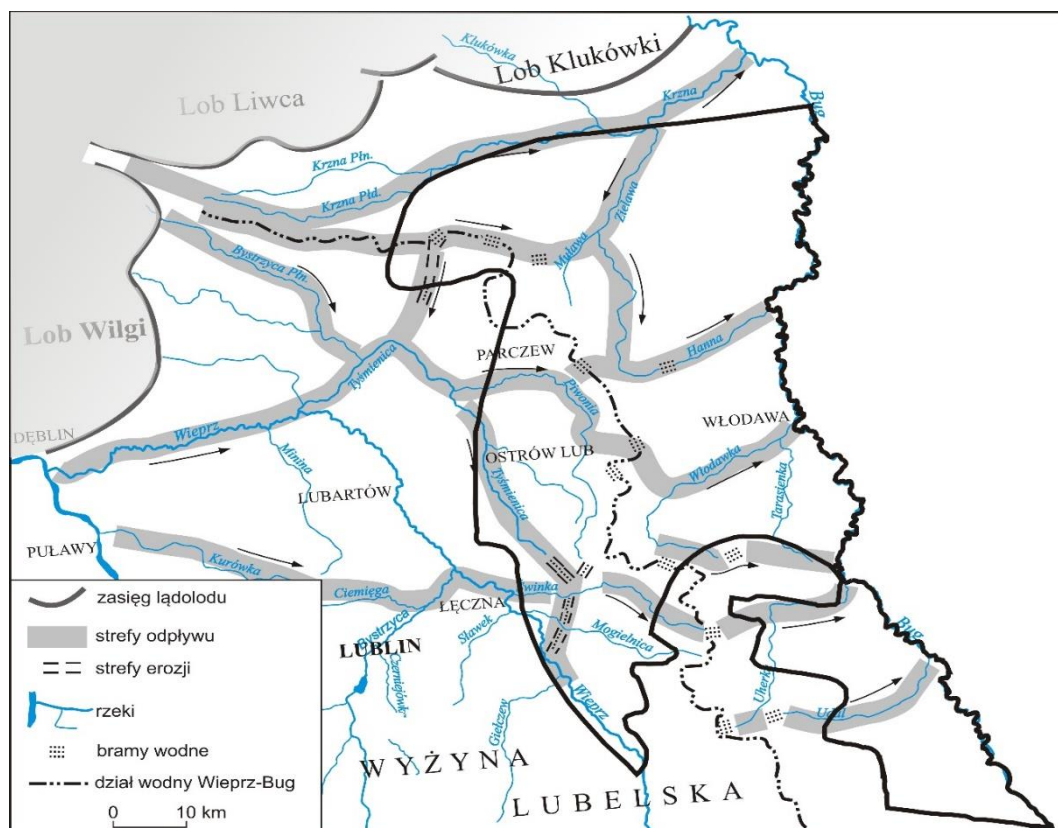 Klukówka
Lob Klukówki
Lob Liwca
Krzna
Bug
Krzna Płn.
Krzna Płd.
Zielawa
Bystrzyca Płn.
Muława
Lob Wilgi
Hanna
PARCZEW
Tyśmienica
Piwonia
DĘBLIN
Wieprz
WŁODAWA
OSTRÓW LUB
Włodawka
Minina
Tyśmienica
Tarasienka
LUBARTÓW
PUŁAWY
Kurówka
Ciemięga
Świnka
ŁĘCZNA
Bystrzyca
Sławek
Mogielnica
Bug
LUBLIN
Czerniejówk-
Wieprz
Uherka
Giełczew
Udal
WYŻYNA
LUBELSKA
zasięg lądolodu
strefy odpływu
strefy erozji
rzeki
bramy wodne
dział wodny Wieprz-Bug
0 10 km